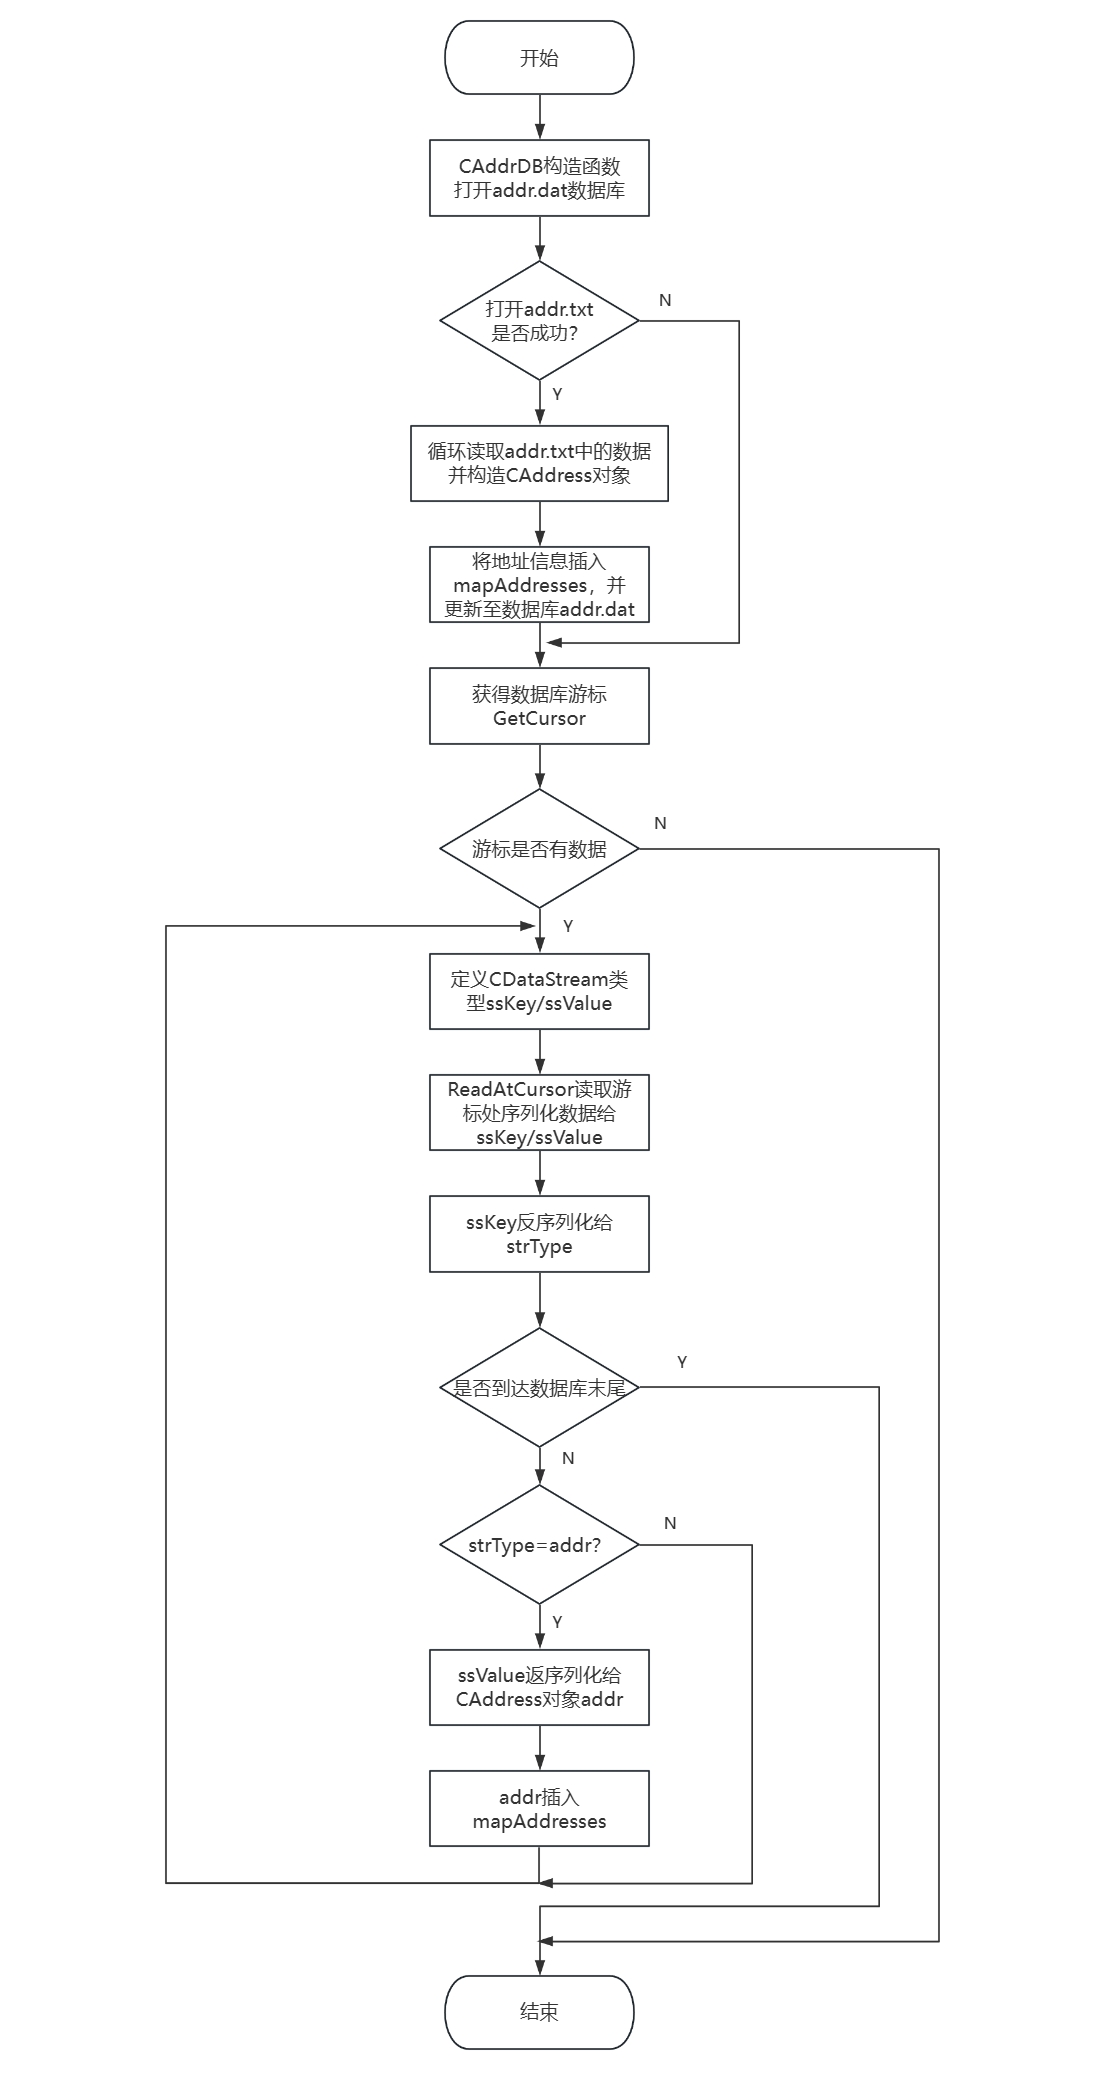 开始
CAddrDB构造函数
打开addr.dat数据库
打开addr.txt
是否成功?
N
Y
循环读取addr.txt中的数据
并构造CAddress对象
将地址信息插入
mapAddresses，并
更新至数据库addr.dat
获得数据库游标
GetCursor
游标是否有数据
N
Y
定义CDataStream类
型ssKey/ssValue
ReadAtCursor读取游
标处序列化数据给
ssKey/ssValue
ssKey反序列化给
strType
是否到达数据库末尾
Y
N
strType=addr?
N
Y
ssValue返序列化给
CAddress对象addr
addr插入
mapAddresses
结束